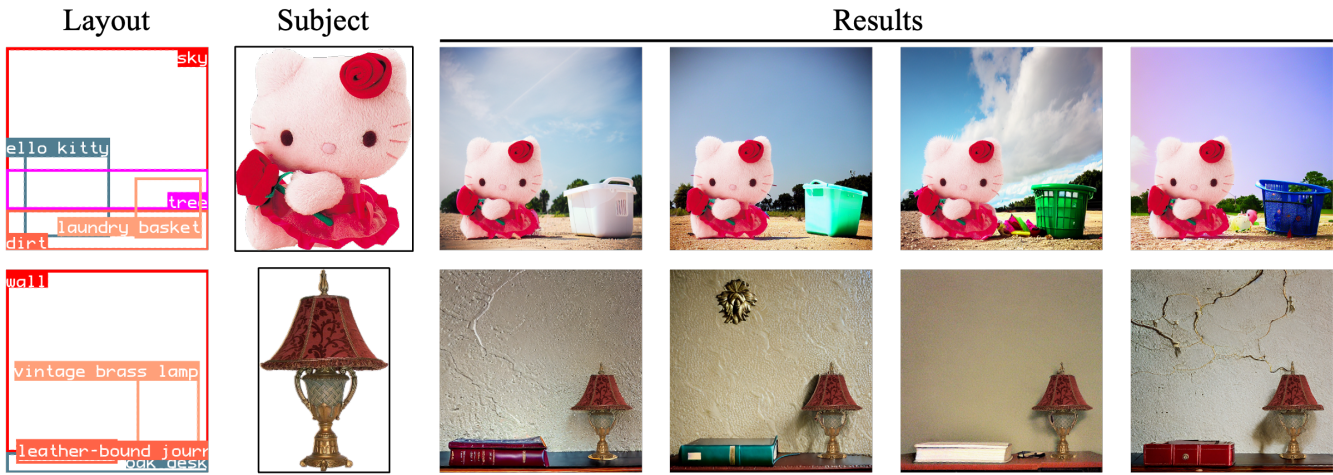 Layout
Subject
Results
sky
ello kitty
tree
laundry basket
dirt
wall
vintage brass lamp
leather-bound journ
oak desk